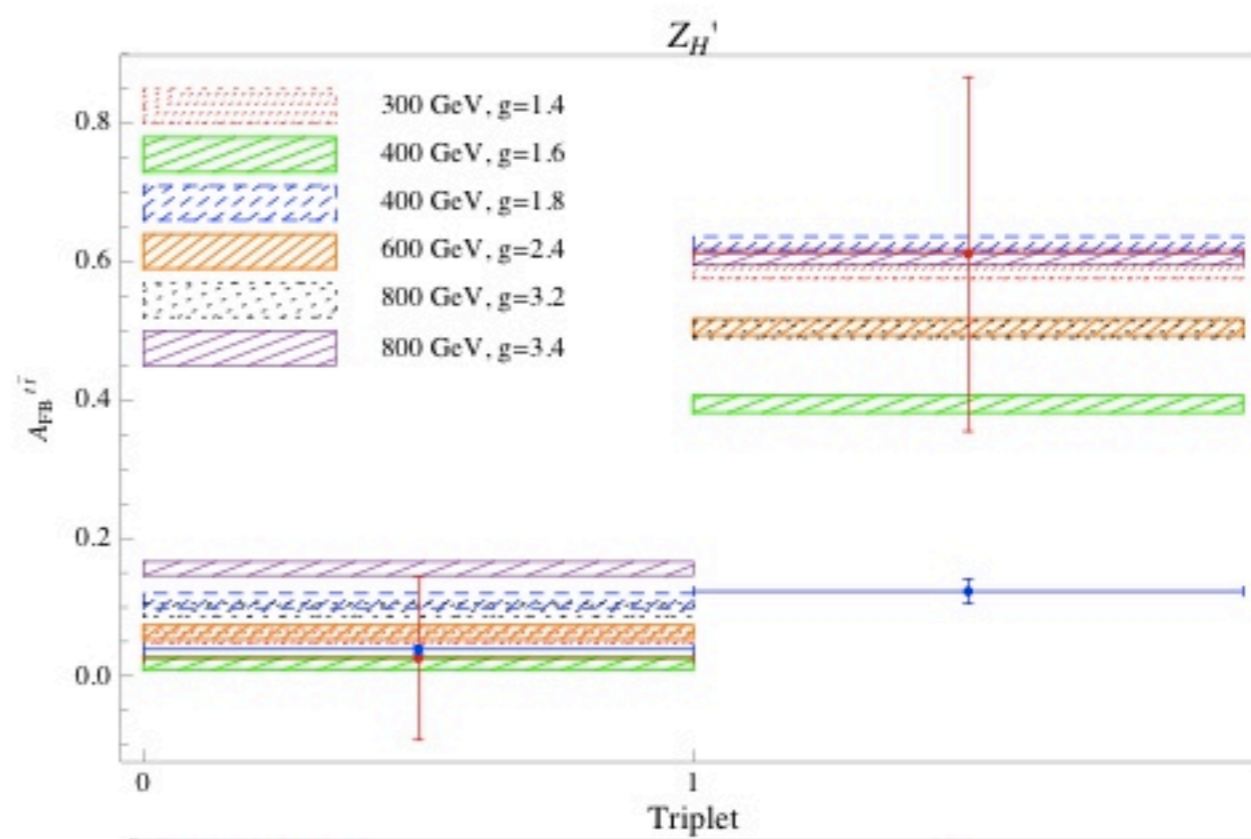 Z_H'
0.8
0.6
0.4
0.2
0.0
A_FB^{tt̄}
300 GeV, g=1.4
400 GeV, g=1.6
400 GeV, g=1.8
600 GeV, g=2.4
800 GeV, g=3.2
800 GeV, g=3.4
0 1
Triplet